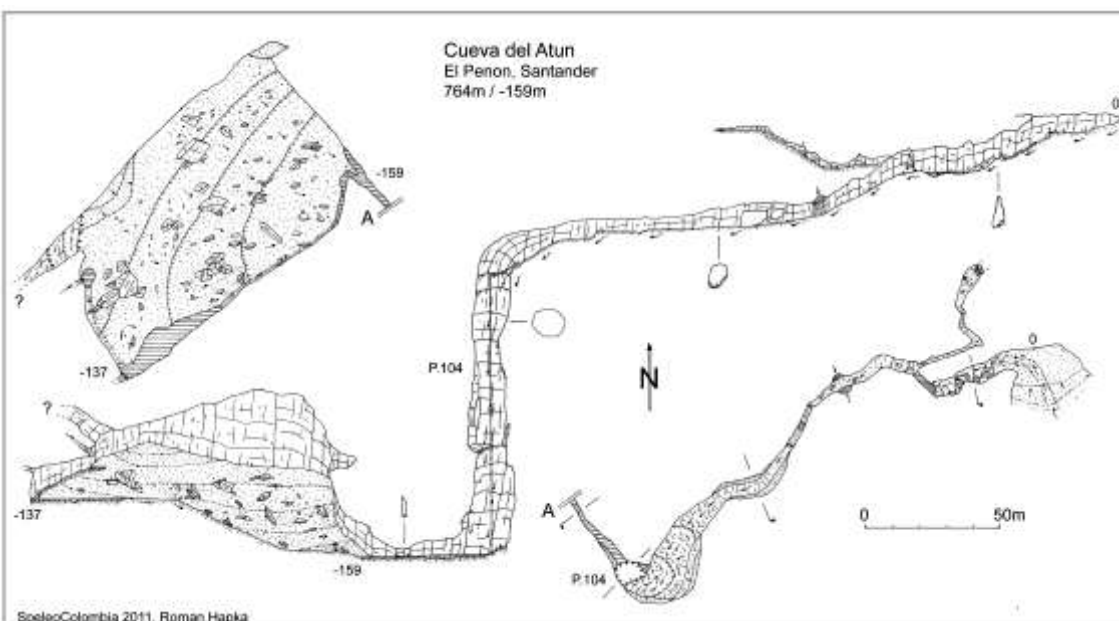 Cueva del Atun
El Penon, Santander
764m / -159m
0
-159
A
?
-137
P.104
N
0
?
-137
-159
A
P.104
0 50m
SpeleoColombia 2011, Roman Hapka